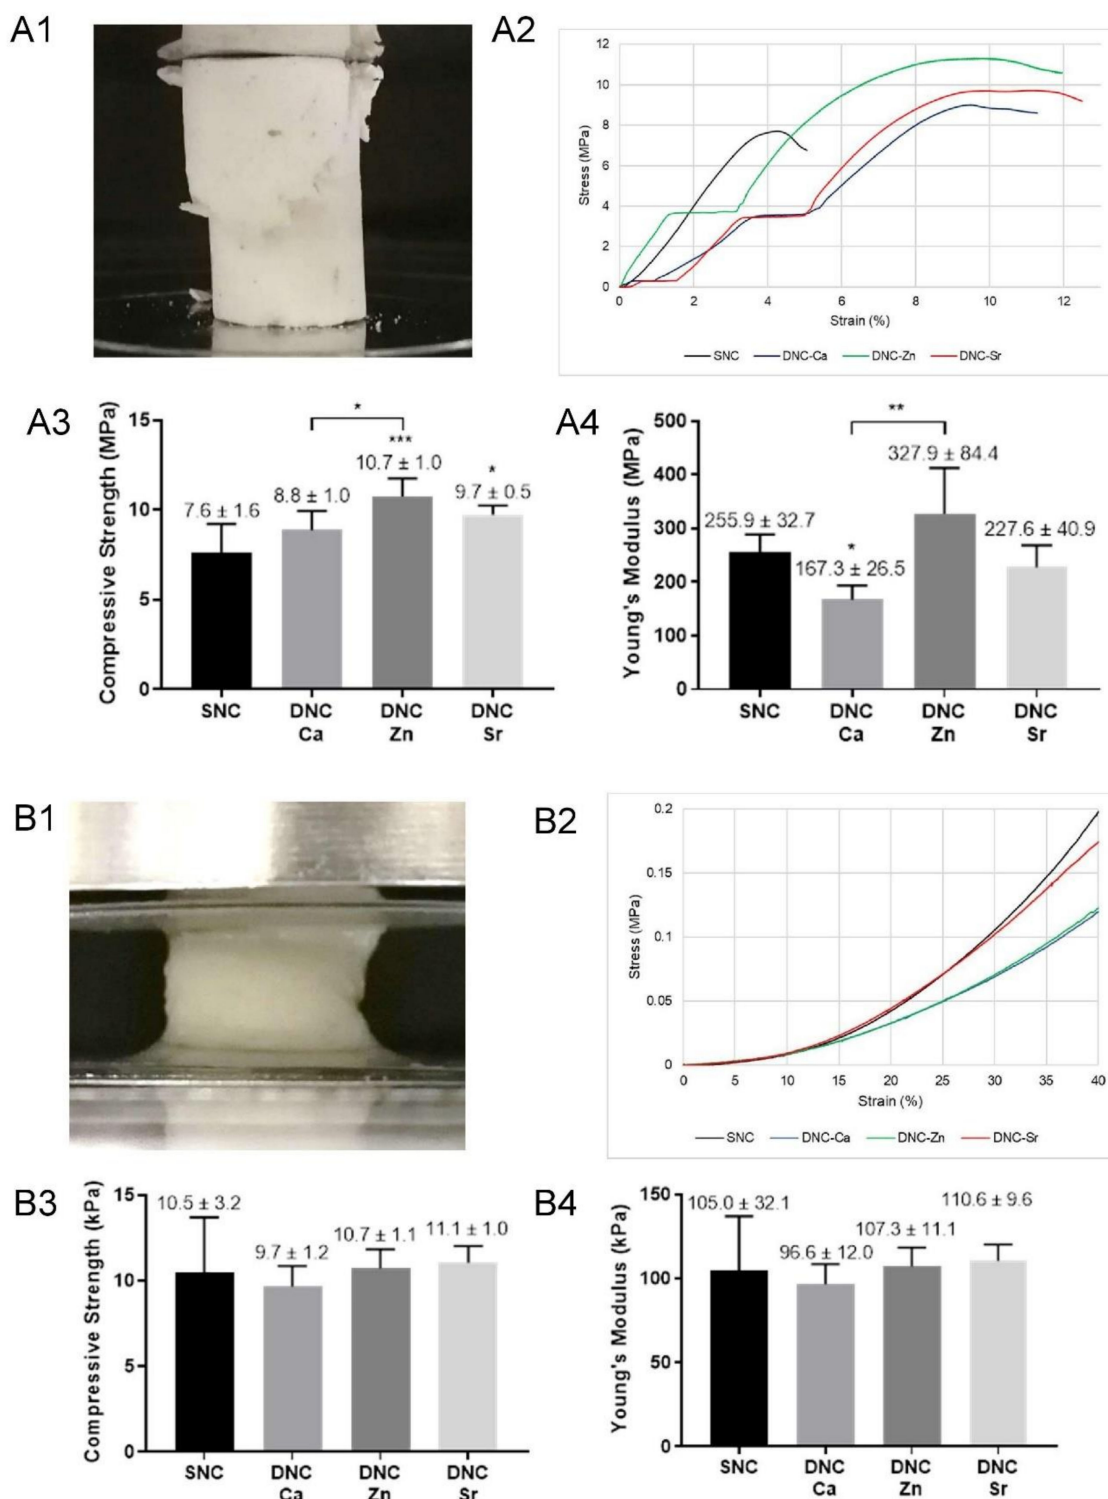 A1
A2
12
10
8
6
4
2
0
Stress (MPa)
0 2 4 6 8 10 12
Strain (%)
SNC DNC-Ca DNC-Zn DNC-Sr
A3
Compressive Strength (MPa)
15
10
5
0
*
***
*
7.6 ± 1.6
8.8 ± 1.0
10.7 ± 1.0
9.7 ± 0.5
SNC DNC DNC DNC
Ca Zn Sr
A4
Young's Modulus (MPa)
500
400
300
200
100
0
**
*
255.9 ± 32.7
167.3 ± 26.5
327.9 ± 84.4
227.6 ± 40.9
SNC DNC DNC DNC
Ca Zn Sr
B1
B2
0.2
0.15
0.1
0.05
0
Stress (MPa)
0 5 10 15 20 25 30 35 40
Strain (%)
SNC DNC-Ca DNC-Zn DNC-Sr
B3
Compressive Strength (kPa)
15
10
5
0
10.5 ± 3.2
9.7 ± 1.2
10.7 ± 1.1
11.1 ± 1.0
SNC DNC DNC DNC
Ca Zn Sr
B4
Young's Modulus (kPa)
150
100
50
0
105.0 ± 32.1
96.6 ± 12.0
107.3 ± 11.1
110.6 ± 9.6
SNC DNC DNC DNC
Ca Zn Sr